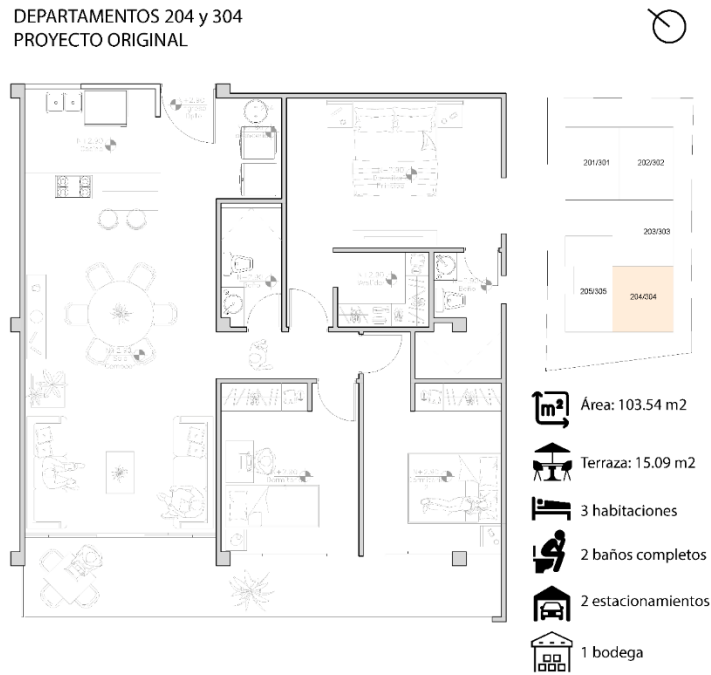 DEPARTAMENTOS 204 y 304
PROYECTO ORIGINAL
201/301
202/302
203/303
205/305
204/304
m²
Área: 103.54 m2
Terraza: 15.09 m2
3 habitaciones
2 baños completos
2 estacionamientos
1 bodega